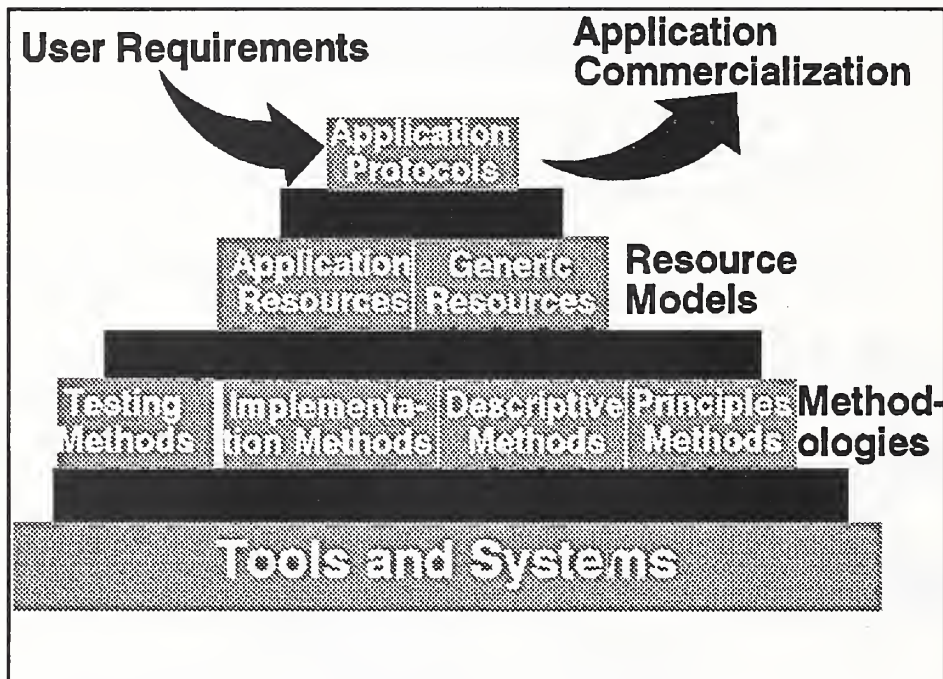 User Requirements
Application
Commercialization
Application
Protocols
Application
Resources
Generic
Resources
Resource
Models
Testing
Methods
Implementa-
tion Methods
Descriptive
Methods
Principles
Methods
Method-
ologies
Tools and Systems